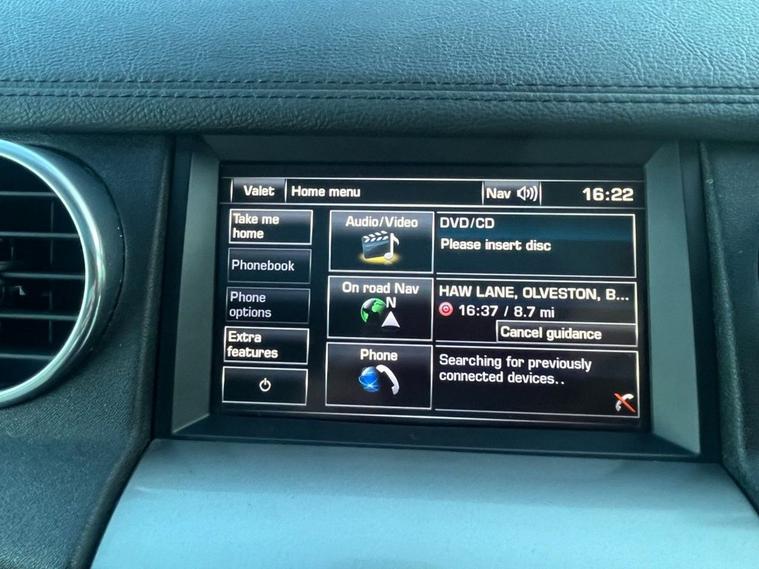 Valet Home menu Nav 16:22
Take me
home
Phonebook
Phone
options
Extra
features
Audio/Video
On road Nav
N
Phone
DVD/CD
Please insert disc
HAW LANE, OLVESTON, B...
16:37 / 8.7 mi
Cancel guidance
Searching for previously
connected devices..